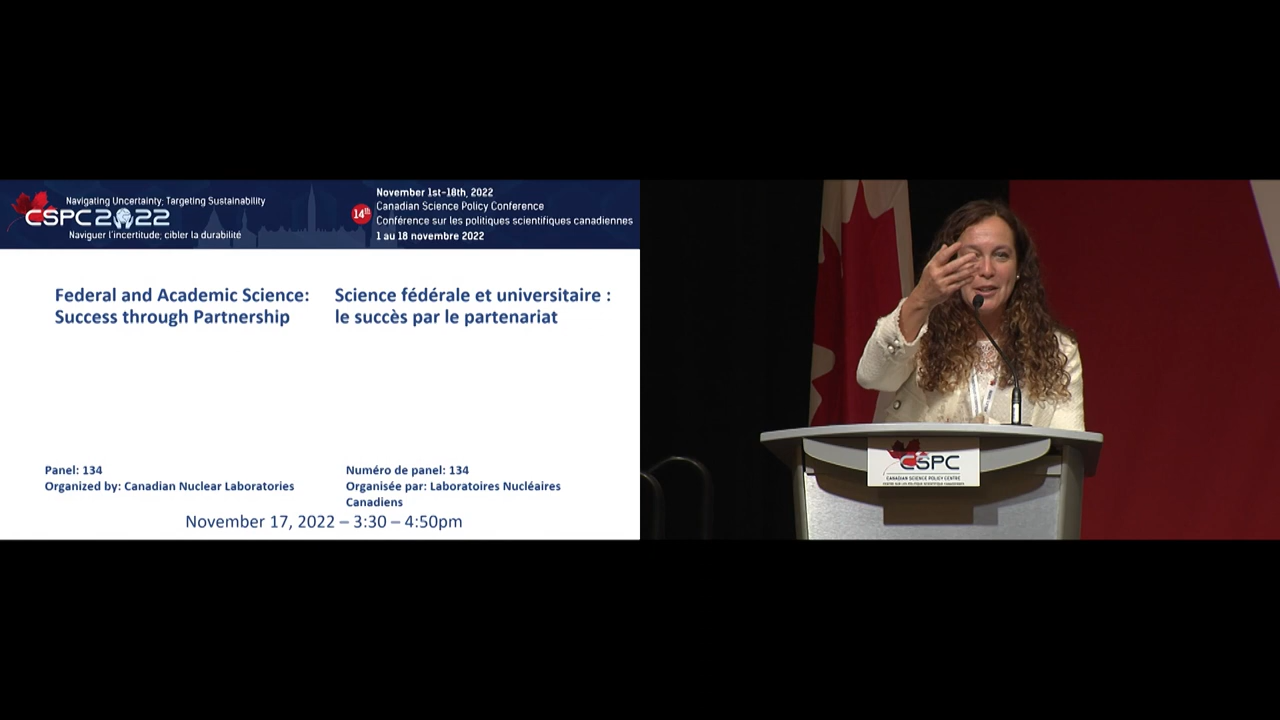 Navigating Uncertainty; Targeting Sustainability
CSPC 2022
Naviguer l'incertitude; cibler la durabilité
14th
November 1st-18th, 2022
Canadian Science Policy Conference
Conférence sur les politiques scientifiques canadiennes
1 au 18 novembre 2022
Federal and Academic Science:
Success through Partnership
Science fédérale et universitaire :
le succès par le partenariat
Panel: 134
Organized by: Canadian Nuclear Laboratories
Numéro de panel: 134
Organisée par: Laboratoires Nucléaires
Canadiens
November 17, 2022 – 3:30 – 4:50pm
CSPC
CANADIAN SCIENCE POLICY CENTRE